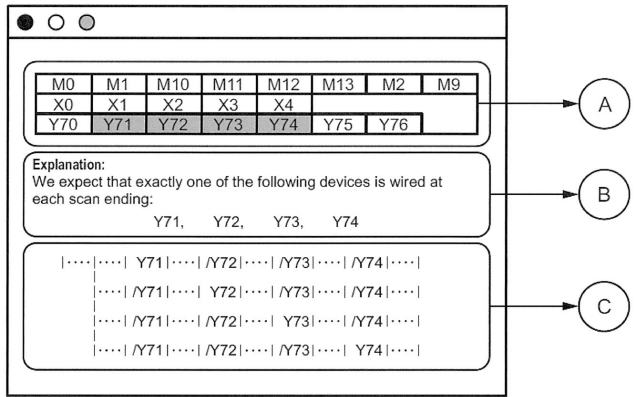 M0 M1 M10 M11 M12 M13 M2 M9
X0 X1 X2 X3 X4
Y70 Y71 Y72 Y73 Y74 Y75 Y76
A
Explanation:
We expect that exactly one of the following devices is wired at
each scan ending:
Y71, Y72, Y73, Y74
B
|····|····| Y71|····| /Y72|····| /Y73|····| /Y74|····|
|····| /Y71|····| Y72|····| /Y73|····| /Y74|····|
|····| /Y71|····| /Y72|····| Y73|····| /Y74|····|
|····| /Y71|····| /Y72|····| /Y73|····| Y74|····|
C